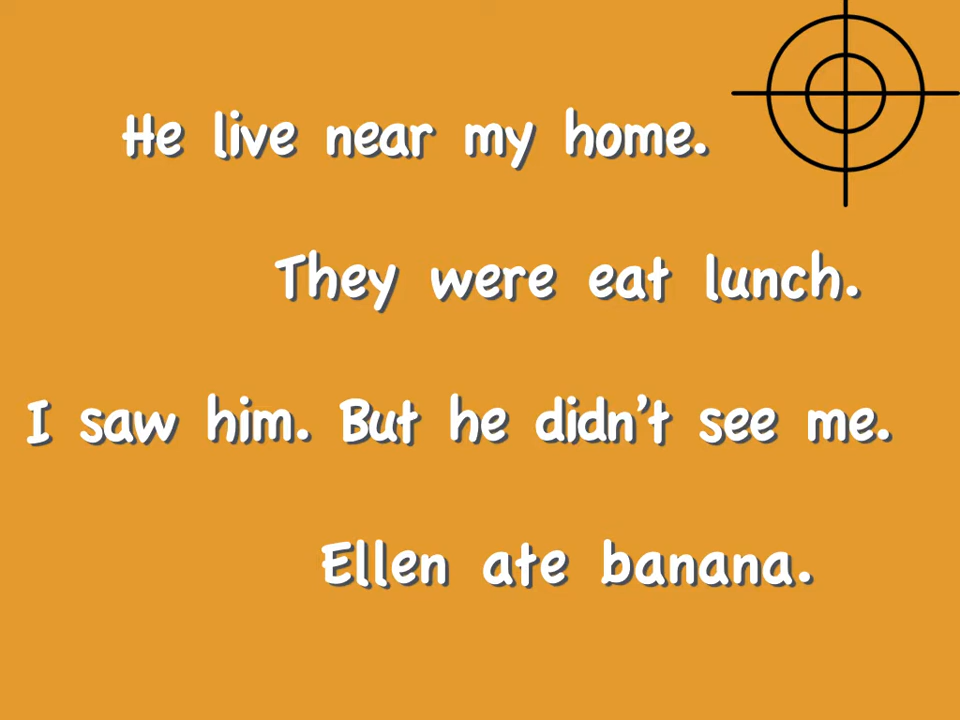 He live near my home.
They were eat lunch.
I saw him. But he didn't see me.
Ellen ate banana.